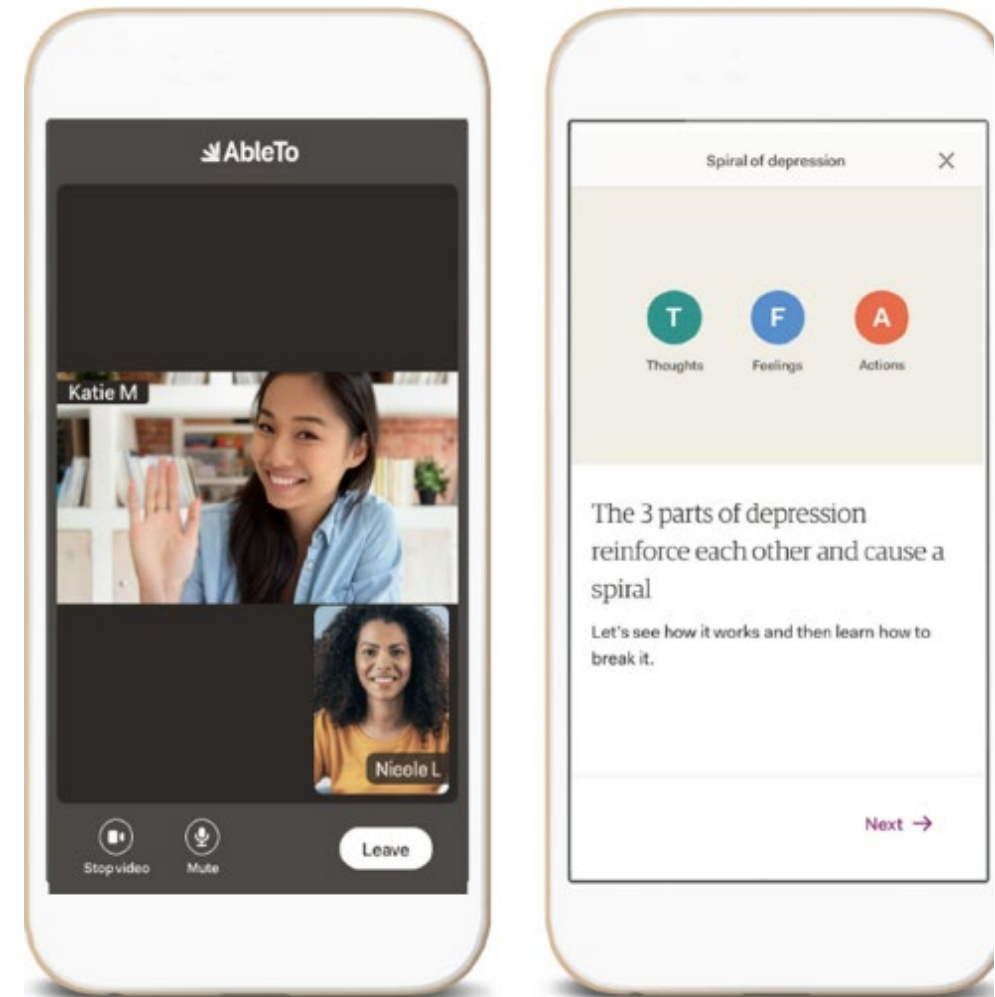 AbleTo
Katie M
Nicole L
Stop video
Mute
Leave
Spiral of depression
T
F
A
Thoughts
Feelings
Actions
The 3 parts of depression
reinforce each other and cause a
spiral
Let's see how it works and then learn how to
break it.
Next →